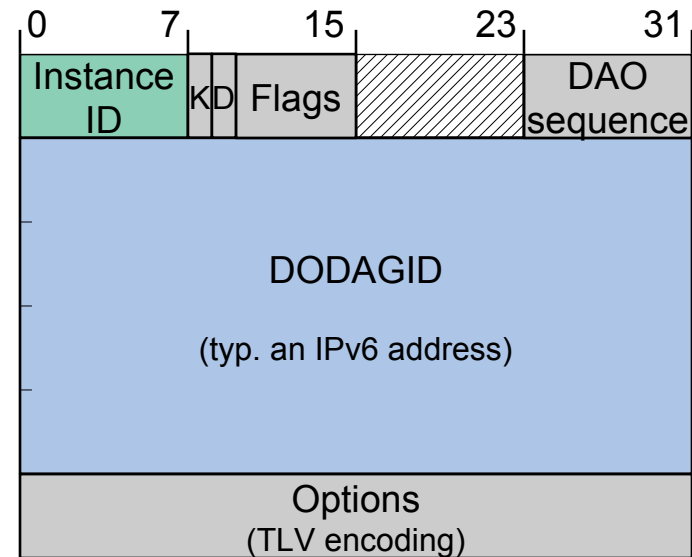 0 7 15 23 31
Instance ID K D Flags DAO sequence
DODAGID
(typ. an IPv6 address)
Options
(TLV encoding)